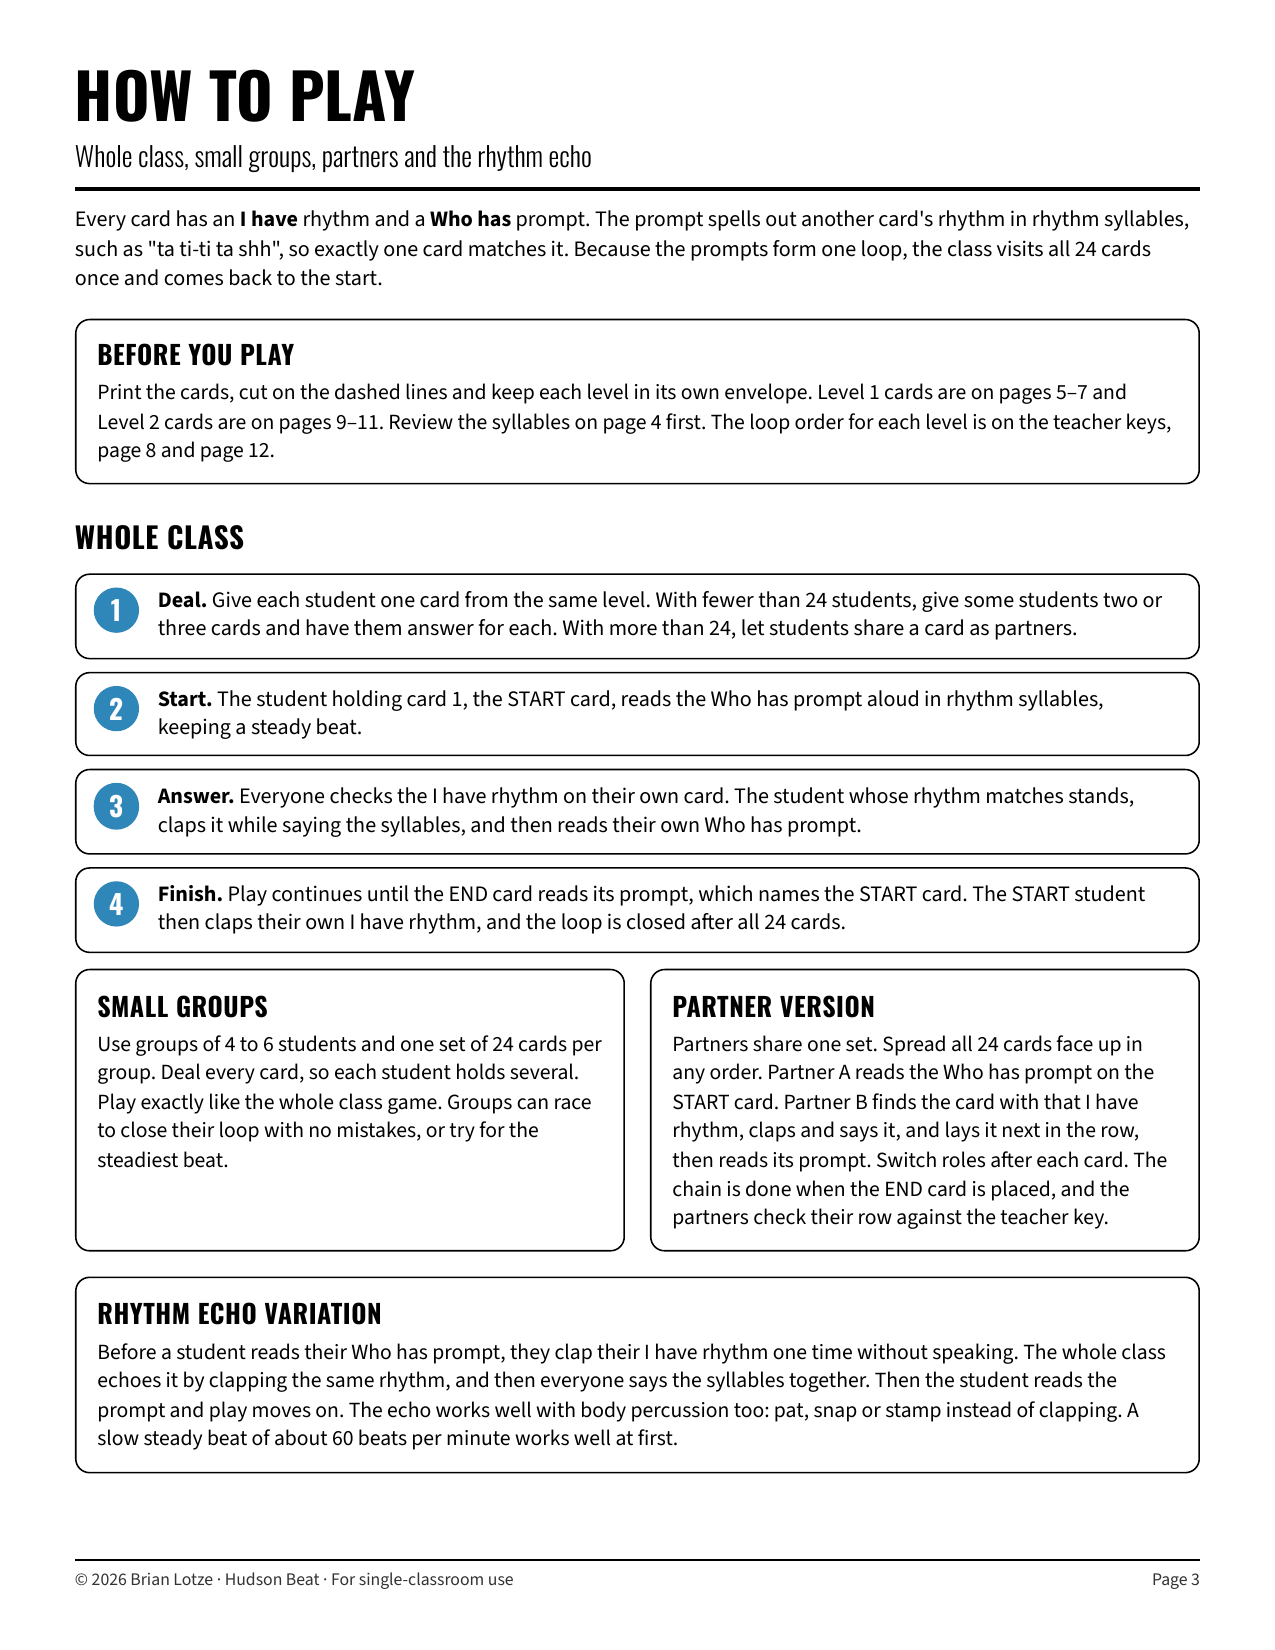 HOW TO PLAY
Whole class, small groups, partners and the rhythm echo
Every card has an I have rhythm and a Who has prompt. The prompt spells out another card's rhythm in rhythm syllables,
such as "ta ti-ti ta shh", so exactly one card matches it. Because the prompts form one loop, the class visits all 24 cards
once and comes back to the start.
BEFORE YOU PLAY
Print the cards, cut on the dashed lines and keep each level in its own envelope. Level 1 cards are on pages 5–7 and
Level 2 cards are on pages 9–11. Review the syllables on page 4 first. The loop order for each level is on the teacher keys,
page 8 and page 12.
WHOLE CLASS
1
Deal. Give each student one card from the same level. With fewer than 24 students, give some students two or
three cards and have them answer for each. With more than 24, let students share a card as partners.
2
Start. The student holding card 1, the START card, reads the Who has prompt aloud in rhythm syllables,
keeping a steady beat.
3
Answer. Everyone checks the I have rhythm on their own card. The student whose rhythm matches stands,
claps it while saying the syllables, and then reads their own Who has prompt.
4
Finish. Play continues until the END card reads its prompt, which names the START card. The START student
then claps their own I have rhythm, and the loop is closed after all 24 cards.
SMALL GROUPS
Use groups of 4 to 6 students and one set of 24 cards per
group. Deal every card, so each student holds several.
Play exactly like the whole class game. Groups can race
to close their loop with no mistakes, or try for the
steadiest beat.
PARTNER VERSION
Partners share one set. Spread all 24 cards face up in
any order. Partner A reads the Who has prompt on the
START card. Partner B finds the card with that I have
rhythm, claps and says it, and lays it next in the row,
then reads its prompt. Switch roles after each card. The
chain is done when the END card is placed, and the
partners check their row against the teacher key.
RHYTHM ECHO VARIATION
Before a student reads their Who has prompt, they clap their I have rhythm one time without speaking. The whole class
echoes it by clapping the same rhythm, and then everyone says the syllables together. Then the student reads the
prompt and play moves on. The echo works well with body percussion too: pat, snap or stamp instead of clapping. A
slow steady beat of about 60 beats per minute works well at first.
© 2026 Brian Lotze · Hudson Beat · For single-classroom use
Page 3